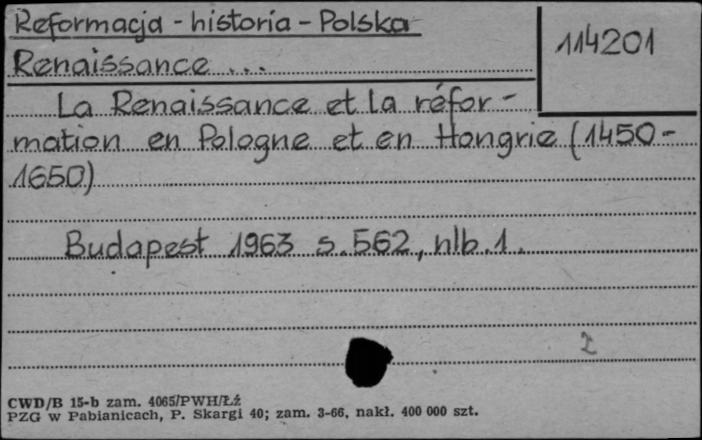 Reformacja - historia - Polska
114201
Renaissance ...
La Renaissance et la réfor-
mation en Pologne et en Hongrie (1450-
1650)
Budapest 1963 s. 562, nlb. 1.
2
CWD/B 15-b zam. 4065/PWH/Łź
PZG w Pabianicach, P. Skargi 40; zam. 3-66, nakł. 400 000 szt.